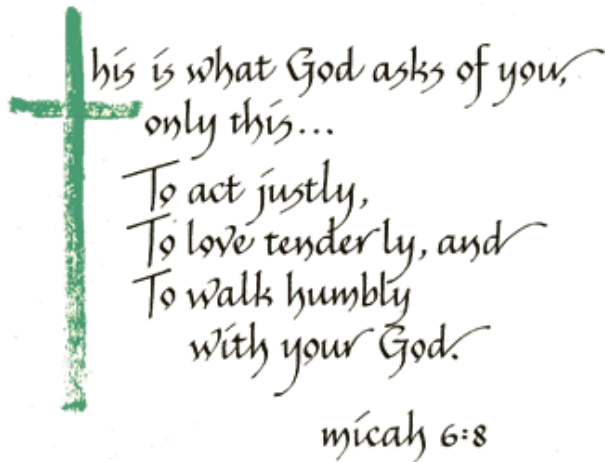 This is what God asks of you,
only this...
To act justly,
To love tenderly, and
To walk humbly
with your God.
micah 6:8